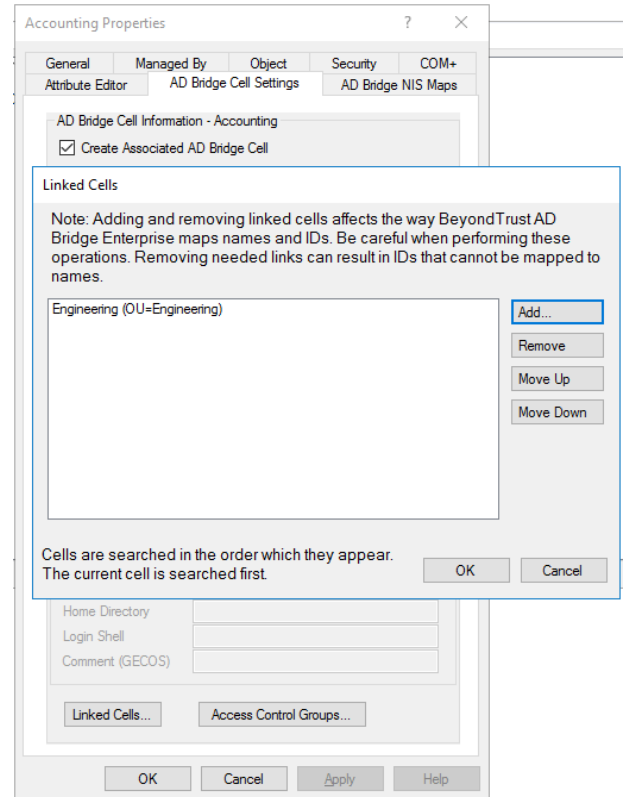 Accounting Properties
?
General
Managed By
Object
Security
COM+
Attribute Editor
AD Bridge Cell Settings
AD Bridge NIS Maps
AD Bridge Cell Information - Accounting
Create Associated AD Bridge Cell
Linked Cells
Note: Adding and removing linked cells affects the way BeyondTrust AD
Bridge Enterprise maps names and IDs. Be careful when performing these
operations. Removing needed links can result in IDs that cannot be mapped to
names.
Engineering (OU=Engineering)
Add...
Remove
Move Up
Move Down
Cells are searched in the order which they appear.
The current cell is searched first.
OK
Cancel
Home Directory
Login Shell
Comment (GECOS)
Linked Cells...
Access Control Groups...
OK
Cancel
Apply
Help